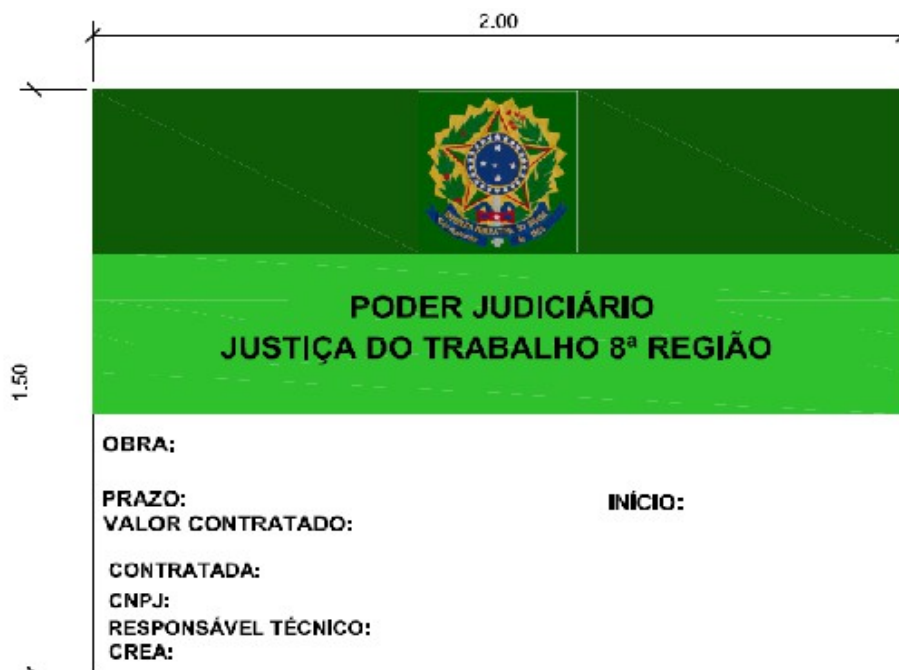 2.00
1.50
PODER JUDICIÁRIO
JUSTIÇA DO TRABALHO 8ª REGIÃO
OBRA:
PRAZO: INÍCIO:
VALOR CONTRATADO:
CONTRATADA:
CNPJ:
RESPONSÁVEL TÉCNICO:
CREA: